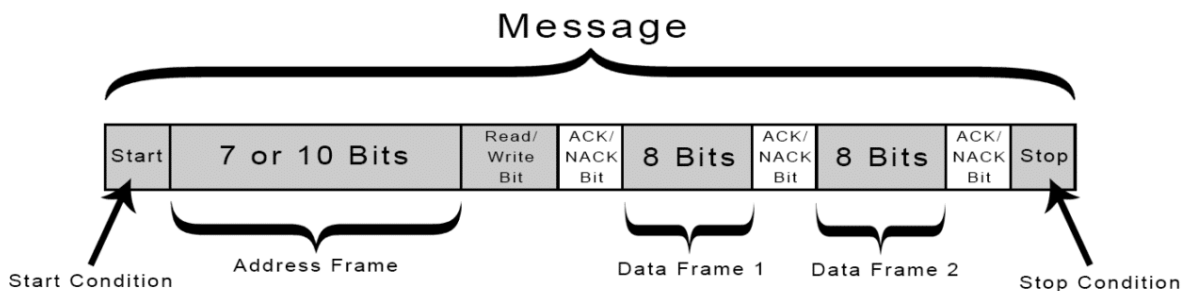 Message
Start
7 or 10 Bits
Read/
Write
Bit
ACK/
NACK
Bit
8 Bits
ACK/
NACK
Bit
8 Bits
ACK/
NACK
Bit
Stop
Address Frame
Data Frame 1
Data Frame 2
Start Condition
Stop Condition